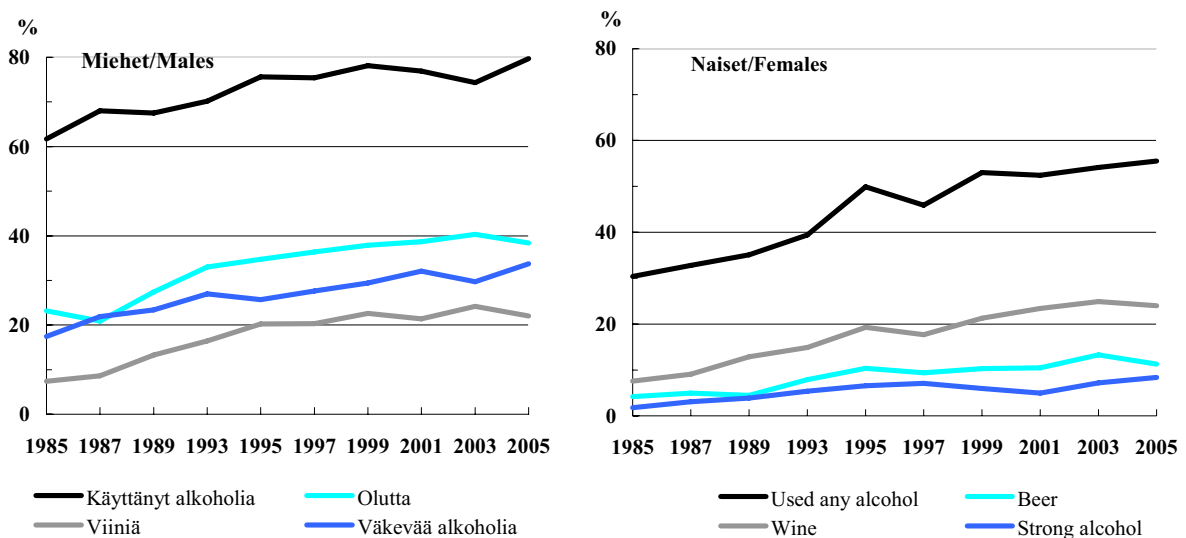 %
Miehet/Males
80
60
40
20
0
1985 1987 1989 1993 1995 1997 1999 2001 2003 2005
Käyttänyt alkoholia
Olutta
Viiniä
Väkevää alkoholia
%
Naiset/Females
80
60
40
20
0
1985 1987 1989 1993 1995 1997 1999 2001 2003 2005
Used any alcohol
Beer
Wine
Strong alcohol